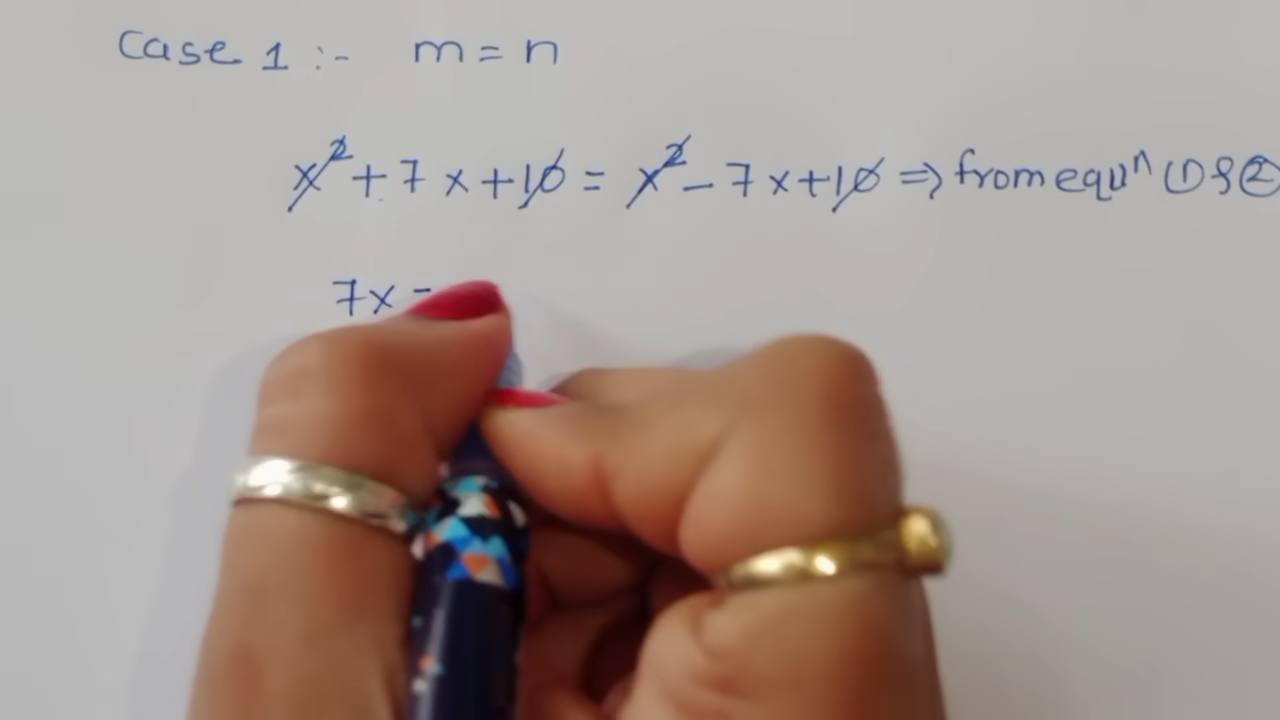 Case 1 :- m = n
x² + 7x + 10 = x² - 7x + 10 => from equⁿ ① & ②
7x =